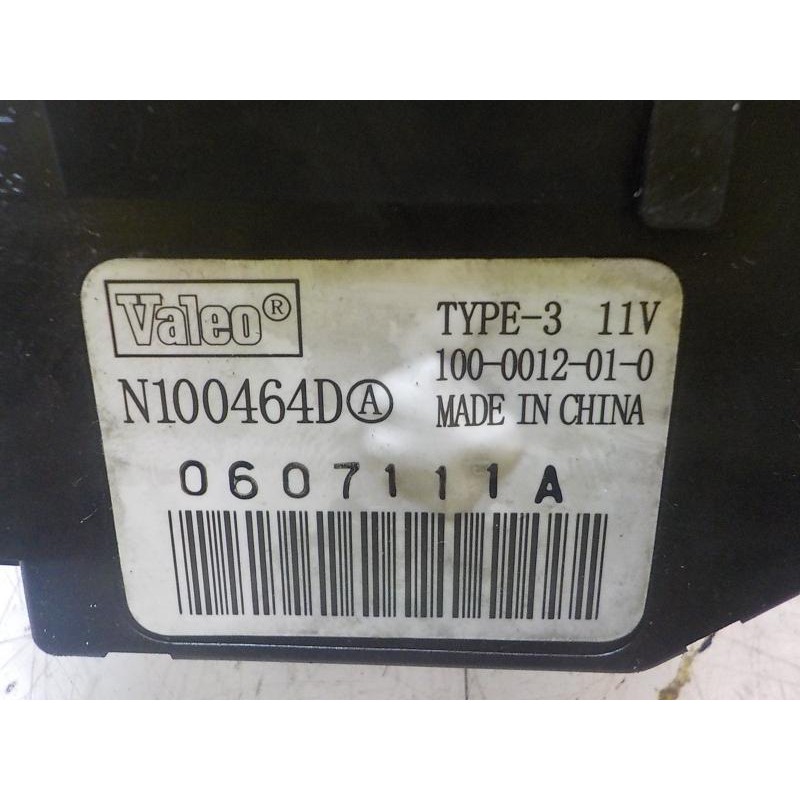 Valeo®
TYPE-3 11V
100-0012-01-0
N100464DⒶ
MADE IN CHINA
0607111A